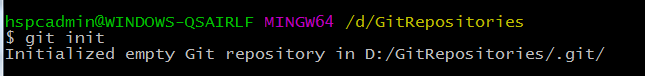 hspcadmin@WINDOWS-QSAIRLF MINGW64 /d/GitRepositories
$ git init
Initialized empty Git repository in D:/GitRepositories/.git/